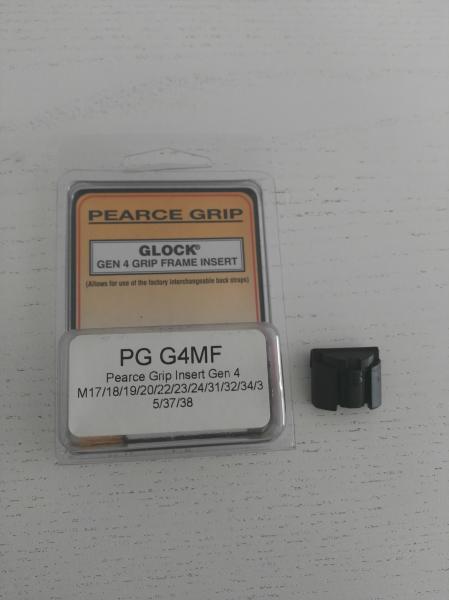 PEARCE GRIP
GLOCK®
GEN 4 GRIP FRAME INSERT
(Allows for use of the factory interchangeable back straps)
PG G4MF
Pearce Grip Insert Gen 4
M17/18/19/20/22/23/24/31/32/34/3
5/37/38